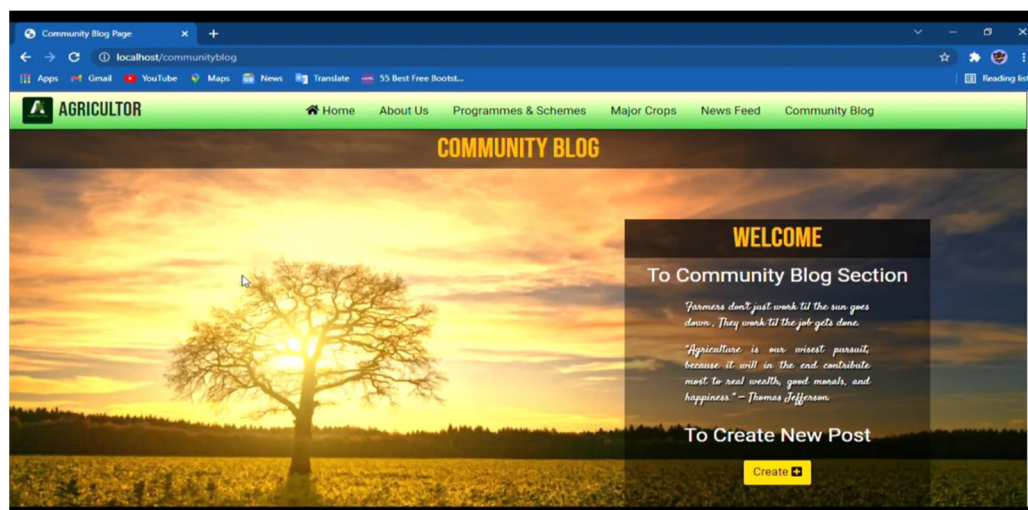 Community Blog Page
localhost/communityblog
Apps Gmail YouTube Maps News Translate 55 Best Free Bootst... Reading list
AGRICULTOR Home About Us Programmes & Schemes Major Crops News Feed Community Blog
COMMUNITY BLOG
WELCOME
To Community Blog Section
"Farmers don't just work til the sun goes
down, They work til the job gets done.
"Agriculture is our wisest pursuit,
because it will in the end contribute
most to real wealth, good morals, and
happiness." – Thomas Jefferson
To Create New Post
Create